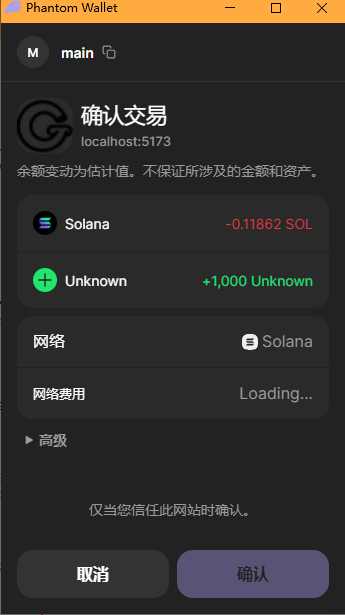 Phantom Wallet
M main
确认交易
localhost:5173
余额变动为估计值。不保证所涉及的金额和资产。
Solana -0.11862 SOL
Unknown +1,000 Unknown
网络 Solana
网络费用 Loading...
高级
仅当您信任此网站时确认。
取消 确认